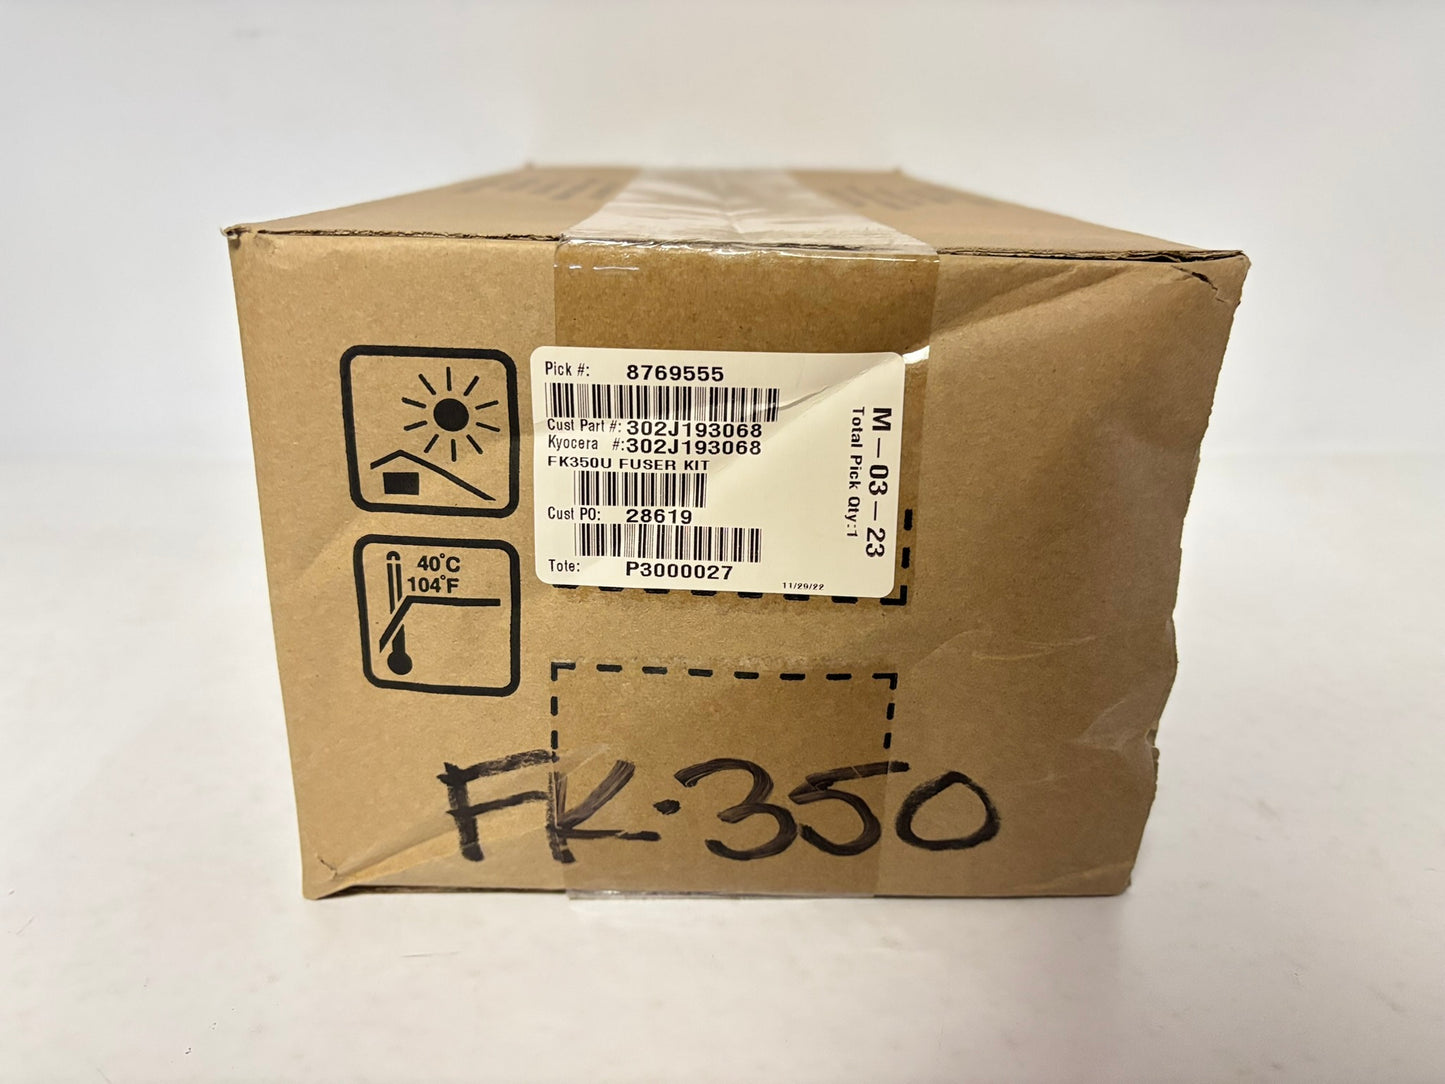 Pick #: 8769555
Cust Part #: 302J193068
Kyocera #:302J193068
FK350U FUSER KIT
Cust PO: 28619
Tote: P3000027
11/29/22
M-03-23
Total Pick Qty:1
40°C
104°F
FK-350